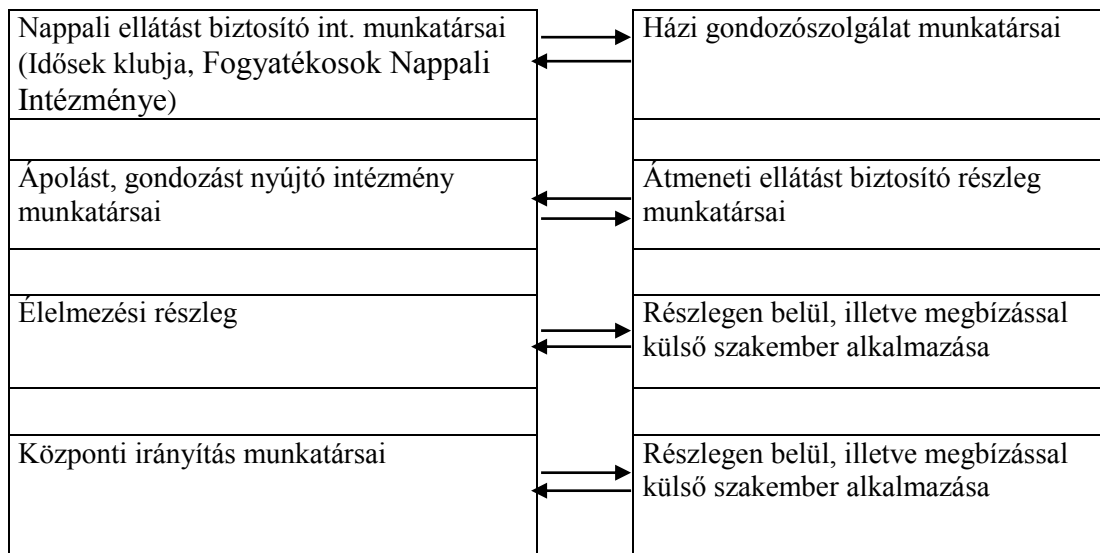 Nappali ellátást biztosító int. munkatársai
(Idősek klubja, Fogyatékosok Nappali
Intézménye)
Házi gondozószolgálat munkatársai
Ápolást, gondozást nyújtó intézmény
munkatársai
Átmeneti ellátást biztosító részleg
munkatársai
Élelmezési részleg
Részlegen belül, illetve megbízással
külső szakember alkalmazása
Központi irányítás munkatársai
Részlegen belül, illetve megbízással
külső szakember alkalmazása